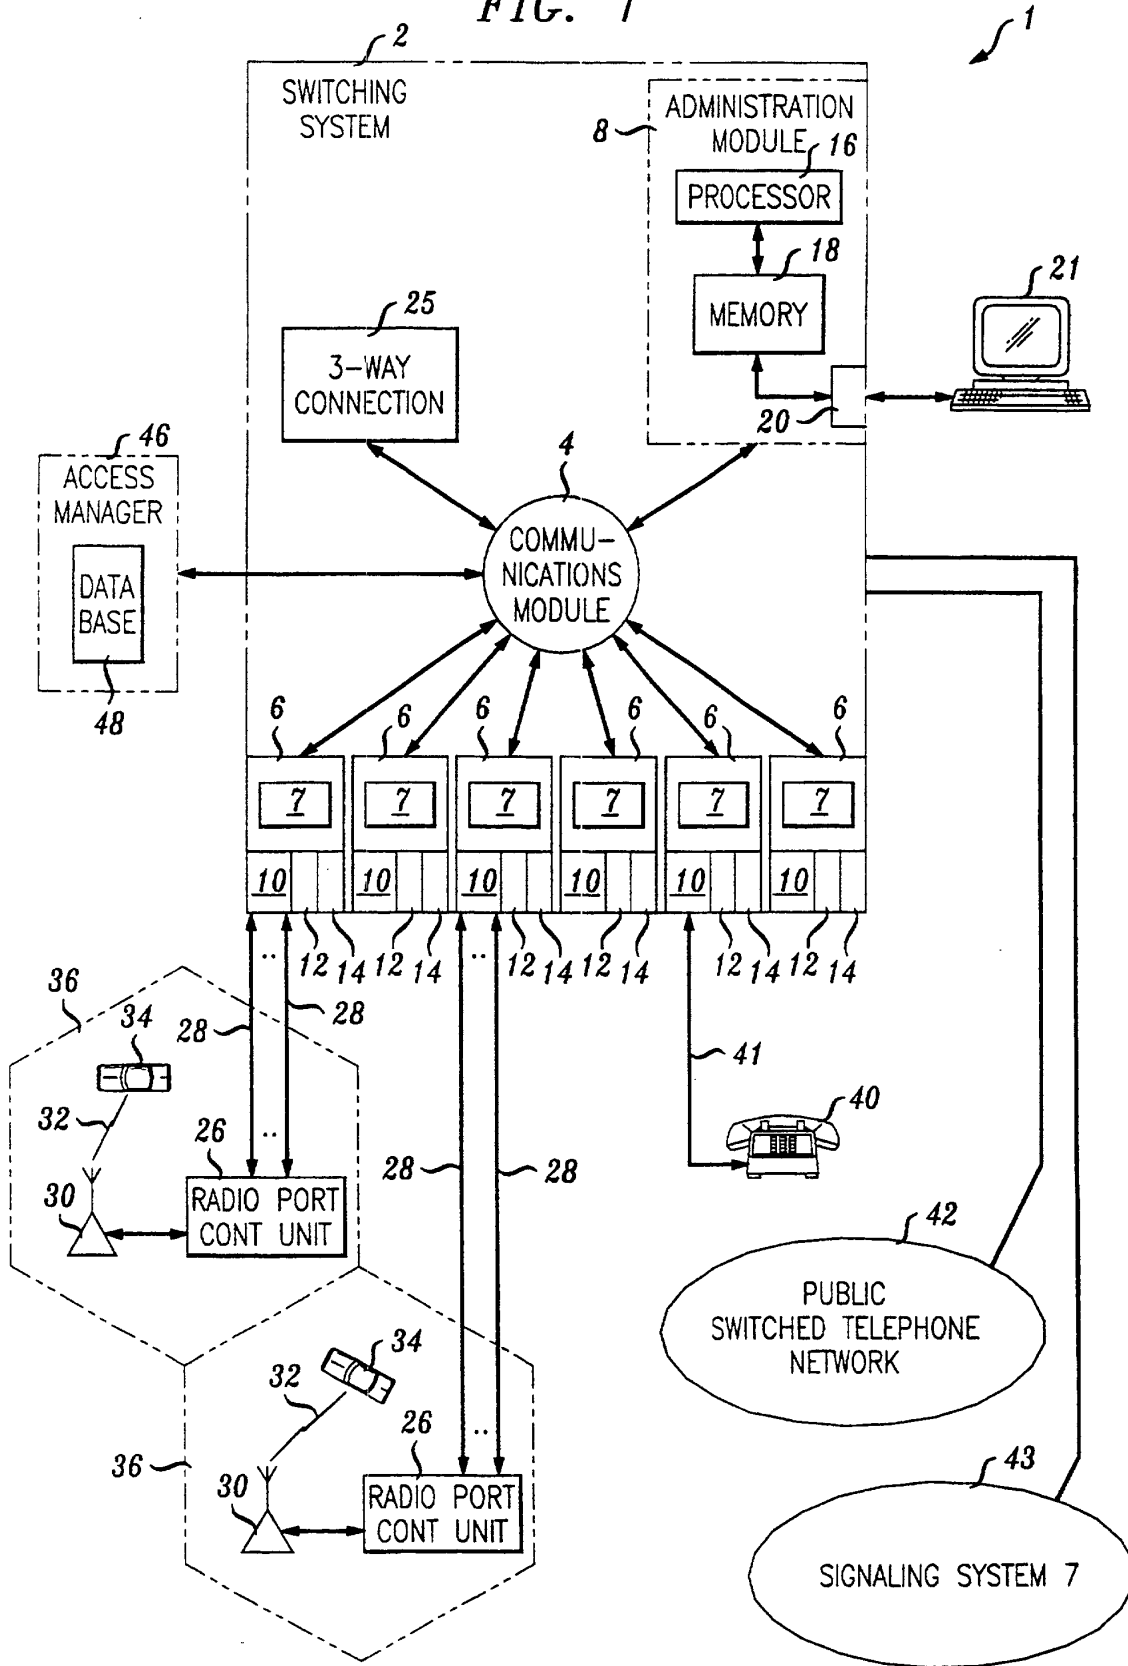 FIG. 1
1
2
SWITCHING
SYSTEM
8
ADMINISTRATION
MODULE
16
PROCESSOR
18
MEMORY
20
21
25
3-WAY
CONNECTION
46
ACCESS
MANAGER
DATA
BASE
48
4
COMMU-
NICATIONS
MODULE
6 6 6 6 6 6
7 7 7 7 7 7
10 10 10 10 10 10
12 14 12 14 12 14 12 14 12 14 12 14
36
34
28
28
32
26
30
RADIO PORT
CONT UNIT
41
40
28
28
42
PUBLIC
SWITCHED TELEPHONE
NETWORK
34
32
26
36
30
RADIO PORT
CONT UNIT
43
SIGNALING SYSTEM 7